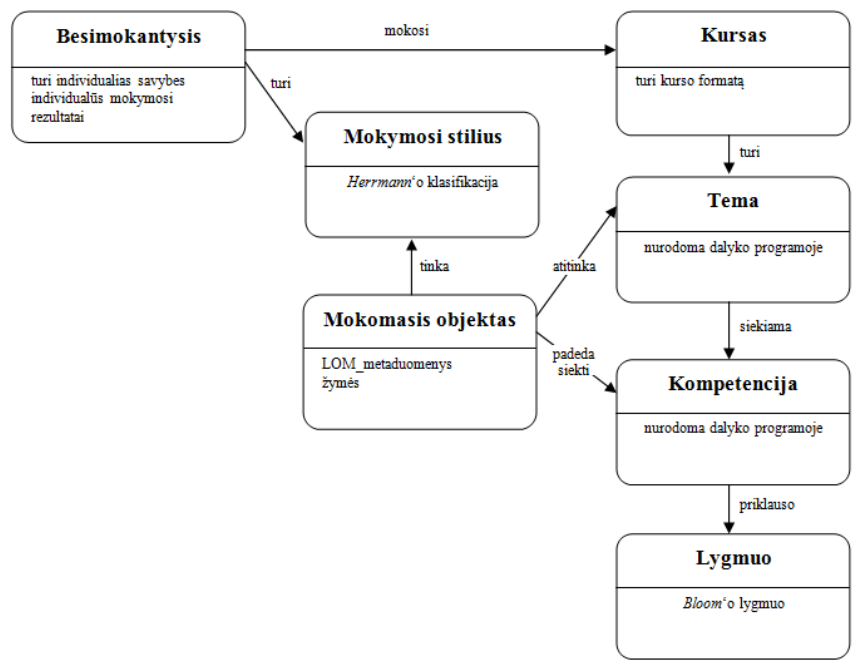 Besimokantysis
turi individualias savybes
individualūs mokymosi
rezultatai
mokosi
Kursas
turi kurso formatą
turi
Mokymosi stilius
Herrmann‘o klasifikacija
turi
Tema
nurodoma dalyko programoje
tinka
atitinka
Mokomasis objektas
LOM_metaduomenys
žymės
padeda
siekti
siekiama
Kompetencija
nurodoma dalyko programoje
priklauso
Lygmuo
Bloom‘o lygmuo